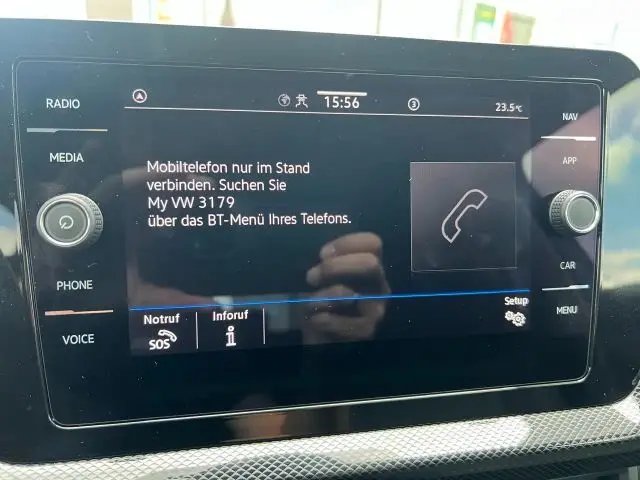 RADIO
MEDIA
PHONE
VOICE
15:56
3
23.5°C
Mobiltelefon nur im Stand
verbinden. Suchen Sie
My VW 3179
über das BT-Menü Ihres Telefons.
Notruf
SOS
Inforuf
Setup
NAV
APP
CAR
MENU